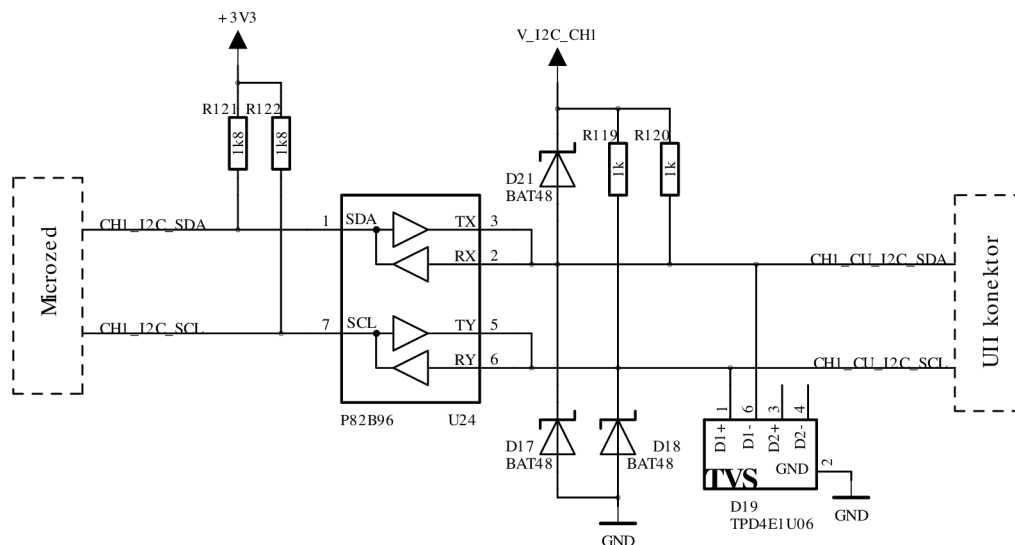 +3V3
V_I2C_CH1
R121
R122
1k8
1k8
R119
R120
1k
1k
D21
BAT48
Microzed
CH1_I2C_SDA
1
SDA
TX
3
RX
2
CH1_CU_I2C_SDA
CH1_I2C_SCL
7
SCL
TY
5
RY
6
CH1_CU_I2C_SCL
UII konektor
P82B96
U24
D17
BAT48
D18
BAT48
1
6
3
4
D1+
D1-
D2+
D2-
TVS
GND
2
D19
TPD4E1U06
GND
GND